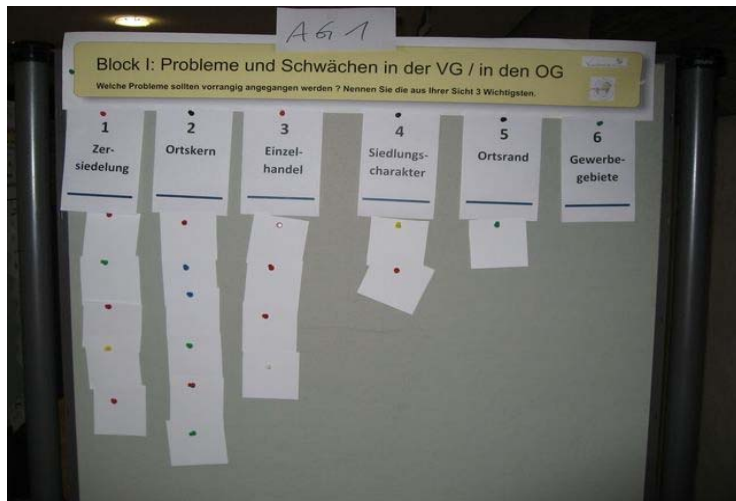 AG 1
Block I: Probleme und Schwächen in der VG / in den OG
Welche Probleme sollten vorrangig angegangen werden ? Nennen Sie die aus Ihrer Sicht 3 Wichtigsten.
1
Zer-
siedelung
2
Ortskern
3
Einzel-
handel
4
Siedlungs-
charakter
5
Ortsrand
6
Gewerbe-
gebiete